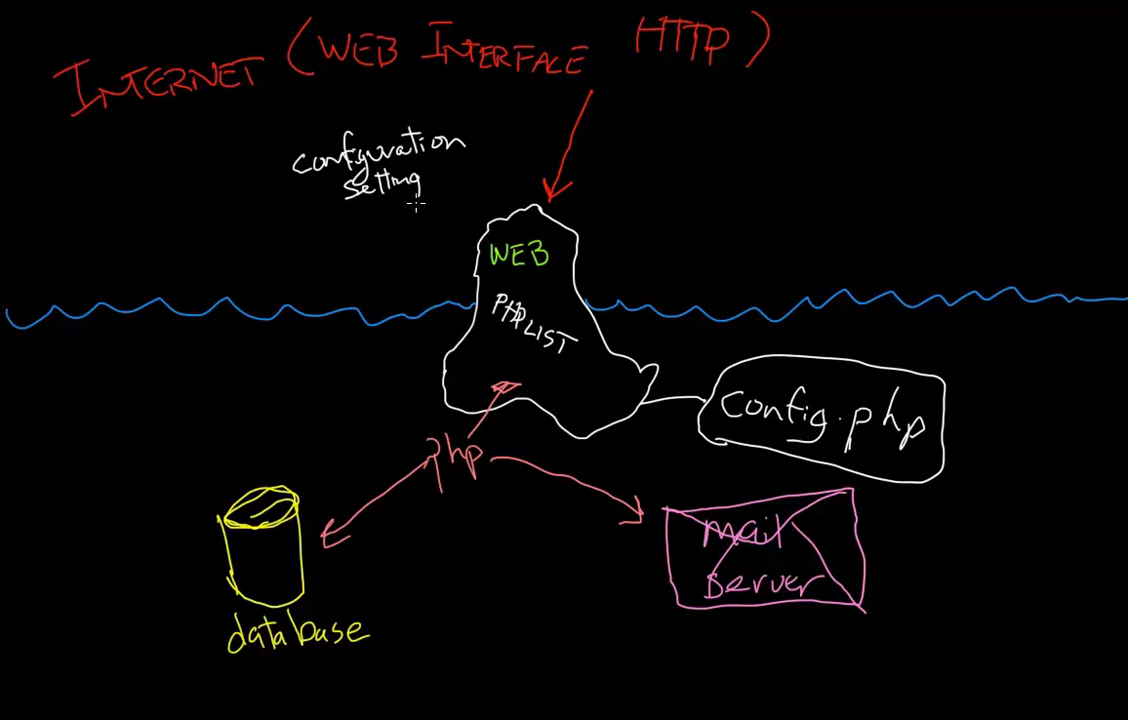 INTERNET (WEB INTERFACE HTTP)
configuration
setting
WEB
PHPLIST
config.php
php
mail
server
database